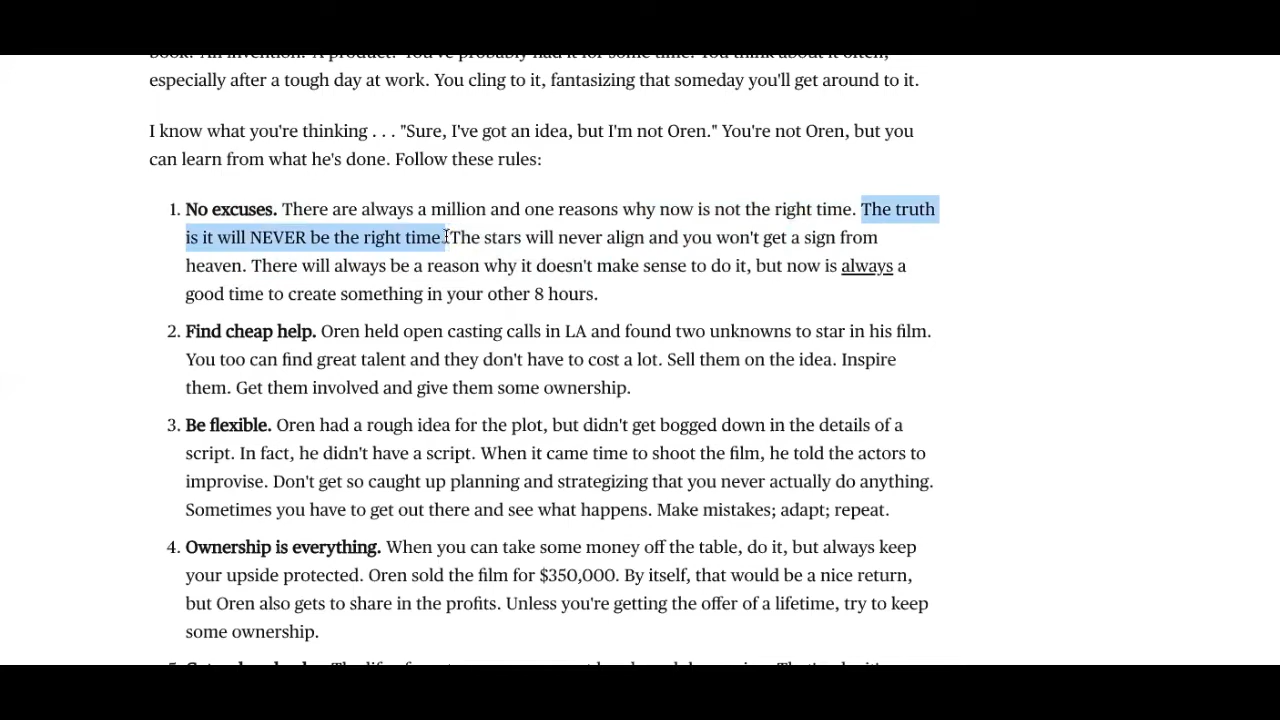 especially after a tough day at work. You cling to it, fantasizing that someday you'll get around to it.
I know what you're thinking . . . "Sure, I've got an idea, but I'm not Oren." You're not Oren, but you
can learn from what he's done. Follow these rules:
1. No excuses. There are always a million and one reasons why now is not the right time. The truth
is it will NEVER be the right time. The stars will never align and you won't get a sign from
heaven. There will always be a reason why it doesn't make sense to do it, but now is always a
good time to create something in your other 8 hours.
2. Find cheap help. Oren held open casting calls in LA and found two unknowns to star in his film.
You too can find great talent and they don't have to cost a lot. Sell them on the idea. Inspire
them. Get them involved and give them some ownership.
3. Be flexible. Oren had a rough idea for the plot, but didn't get bogged down in the details of a
script. In fact, he didn't have a script. When it came time to shoot the film, he told the actors to
improvise. Don't get so caught up planning and strategizing that you never actually do anything.
Sometimes you have to get out there and see what happens. Make mistakes; adapt; repeat.
4. Ownership is everything. When you can take some money off the table, do it, but always keep
your upside protected. Oren sold the film for $350,000. By itself, that would be a nice return,
but Oren also gets to share in the profits. Unless you're getting the offer of a lifetime, try to keep
some ownership.